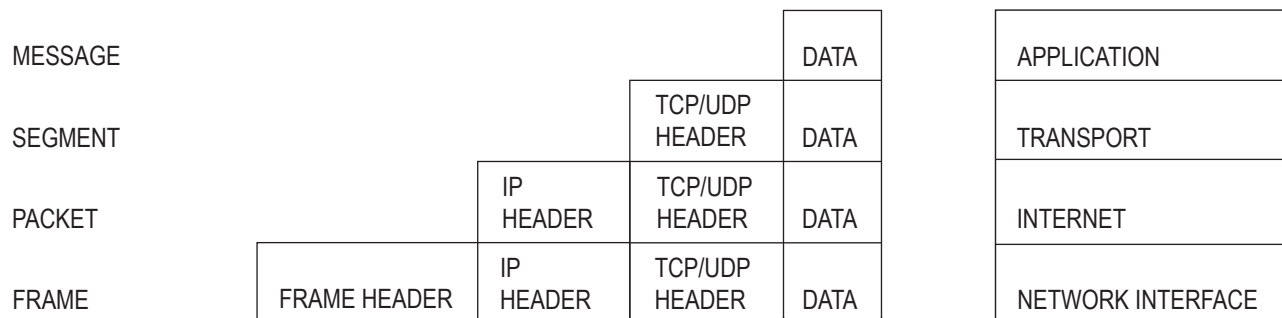 MESSAGE DATA APPLICATION
TCP/UDP
SEGMENT HEADER DATA TRANSPORT
IP TCP/UDP
PACKET HEADER HEADER DATA INTERNET
IP TCP/UDP
FRAME FRAME HEADER HEADER HEADER DATA NETWORK INTERFACE